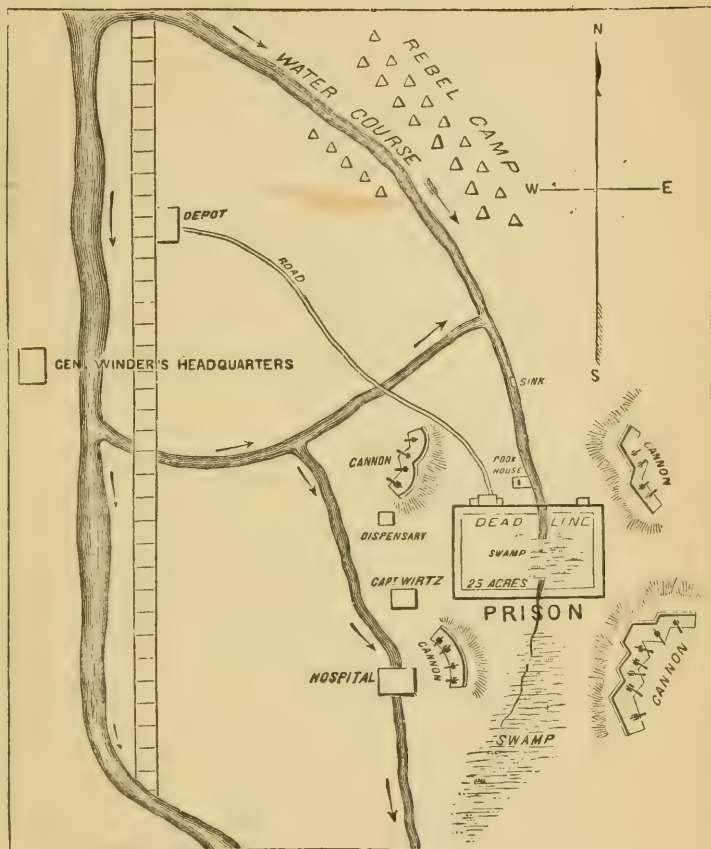 N
WATER COURSE
REBEL CAMP
W
E
DEPOT
ROAD
GEN. WINDER'S HEADQUARTERS
S
SINK
CANNON
COOK
HOUSE
CANNON
DEAD LINE
DISPENSARY
SWAMP
CAPT WIRTZ
25 ACRES
PRISON
CANNON
CANNON
HOSPITAL
SWAMP